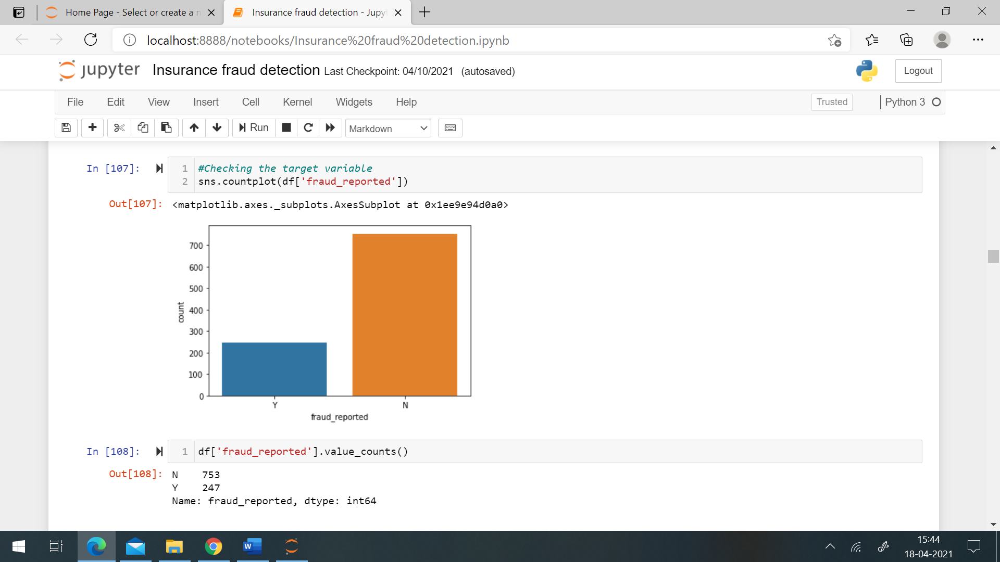 Home Page - Select or create a n
Insurance fraud detection - Jupyt
localhost:8888/notebooks/Insurance%20fraud%20detection.ipynb
jupyter Insurance fraud detection Last Checkpoint: 04/10/2021 (autosaved)
Logout
File Edit View Insert Cell Kernel Widgets Help
Trusted
Python 3
Run
Markdown
In [107]:
1 #Checking the target variable
2 sns.countplot(df['fraud_reported'])
Out[107]: <matplotlib.axes._subplots.AxesSubplot at 0x1ee9e94d0a0>
700
600
500
400
300
200
100
0
count
Y N
fraud_reported
In [108]:
1 df['fraud_reported'].value_counts()
Out[108]: N 753
Y 247
Name: fraud_reported, dtype: int64
W
15:44
18-04-2021